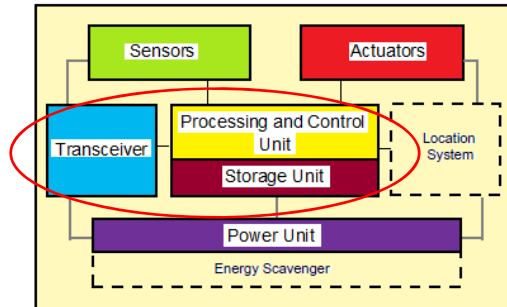 Sensors
Actuators
Transceiver
Processing and Control
Unit
Storage Unit
Location
System
Power Unit
Energy Scavenger